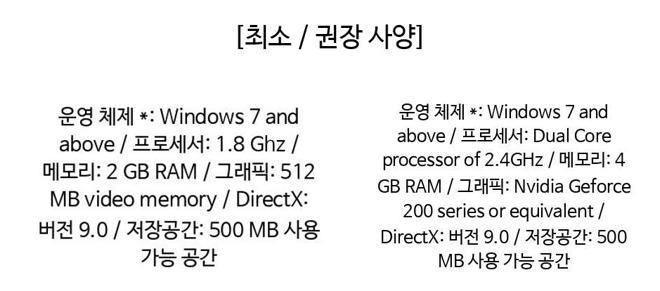 [최소 / 권장 사양]
운영 체제 *: Windows 7 and
above / 프로세서: 1.8 Ghz /
메모리: 2 GB RAM / 그래픽: 512
MB video memory / DirectX:
버전 9.0 / 저장공간: 500 MB 사용
가능 공간
운영 체제 *: Windows 7 and
above / 프로세서: Dual Core
processor of 2.4GHz / 메모리: 4
GB RAM / 그래픽: Nvidia Geforce
200 series or equivalent /
DirectX: 버전 9.0 / 저장공간: 500
MB 사용 가능 공간